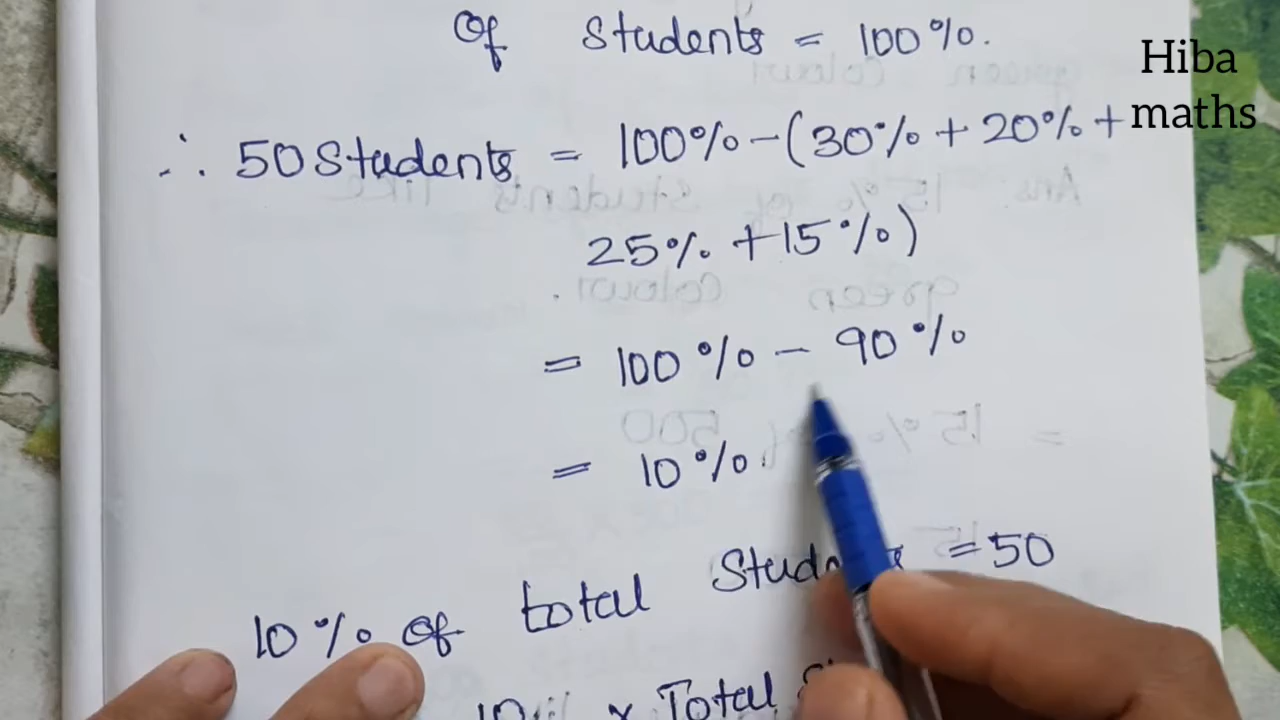 Of Students = 100%.
Hiba
maths
∴ 50 Students = 100% - (30% + 20% +
25% + 15%)
= 100% - 90%
= 10%.
10% of total = 50
x Total